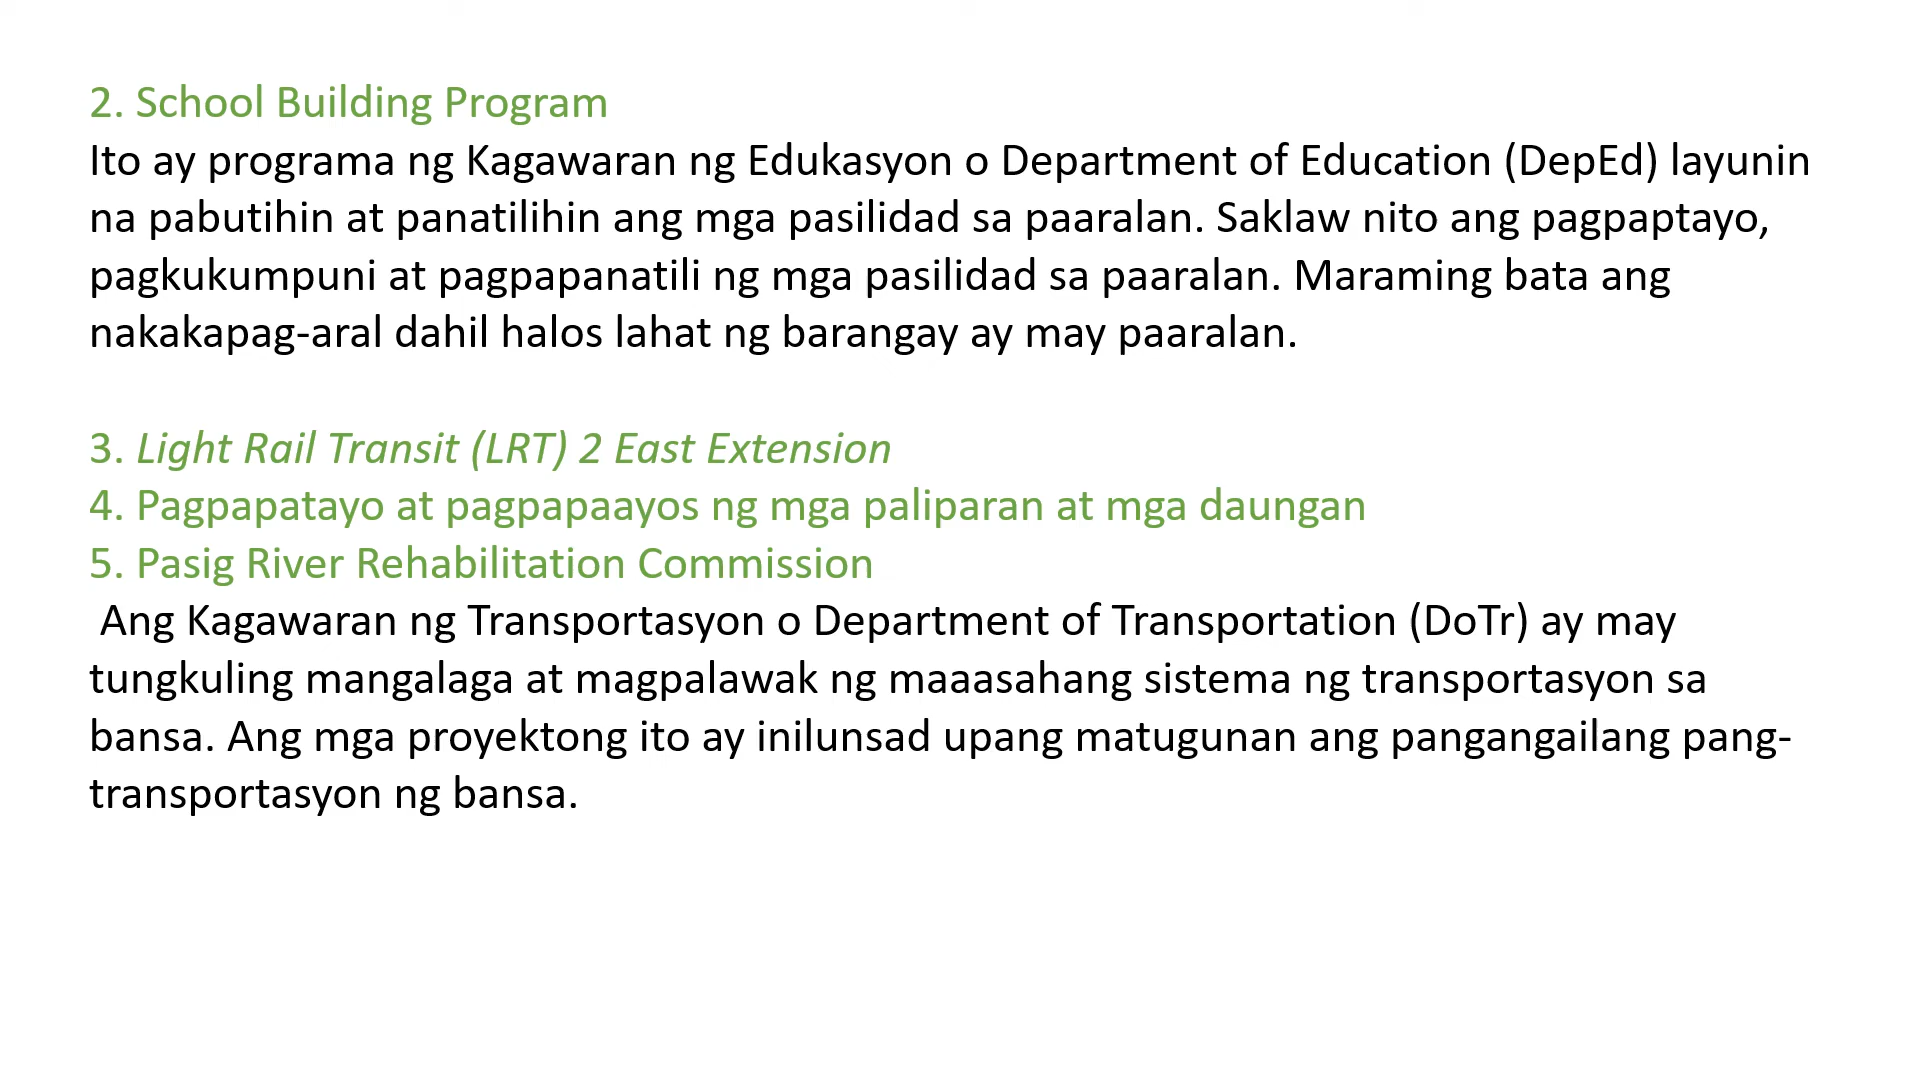 2. School Building Program
Ito ay programa ng Kagawaran ng Edukasyon o Department of Education (DepEd) layunin
na pabutihin at panatilihin ang mga pasilidad sa paaralan. Saklaw nito ang pagpaptayo,
pagkukumpuni at pagpapanatili ng mga pasilidad sa paaralan. Maraming bata ang
nakakapag-aral dahil halos lahat ng barangay ay may paaralan.
3. Light Rail Transit (LRT) 2 East Extension
4. Pagpapatayo at pagpapaayos ng mga paliparan at mga daungan
5. Pasig River Rehabilitation Commission
Ang Kagawaran ng Transportasyon o Department of Transportation (DoTr) ay may
tungkuling mangalaga at magpalawak ng maaasahang sistema ng transportasyon sa
bansa. Ang mga proyektong ito ay inilunsad upang matugunan ang pangangailang pang-
transportasyon ng bansa.